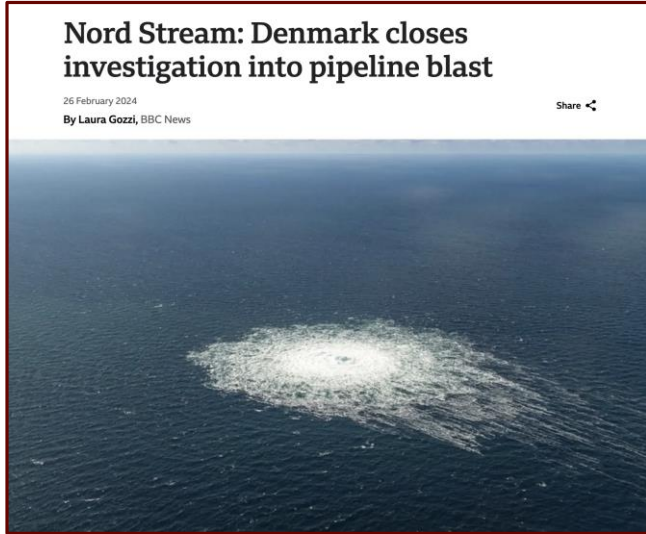 Nord Stream: Denmark closes
investigation into pipeline blast
26 February 2024
Share
By Laura Gozzi, BBC News